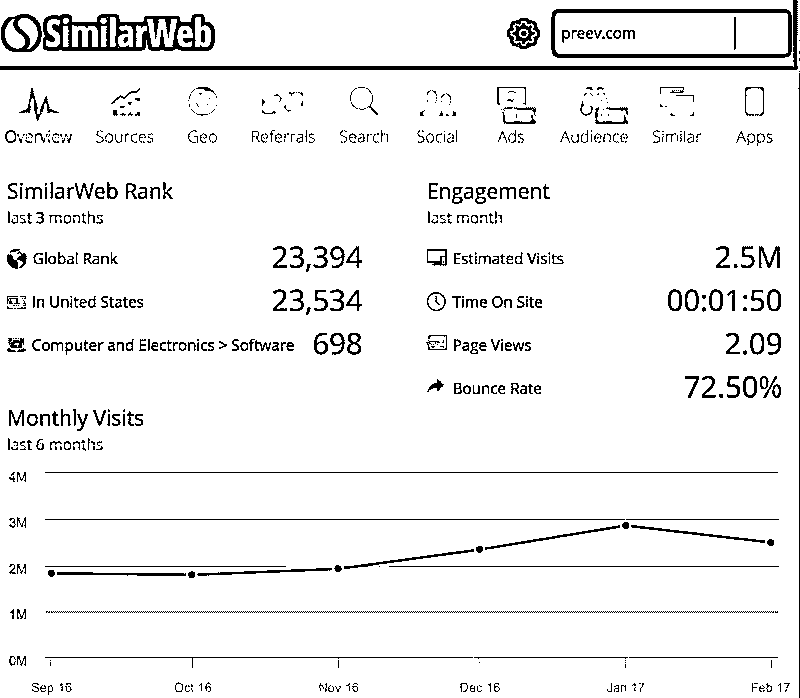 SimilarWeb
preev.com
Overview Sources Geo Referrals Search Social Ads Audience Similar Apps
SimilarWeb Rank
last 3 months
Global Rank 23,394
In United States 23,534
Computer and Electronics > Software 698
Engagement
last month
Estimated Visits 2.5M
Time On Site 00:01:50
Page Views 2.09
Bounce Rate 72.50%
Monthly Visits
last 6 months
4M
3M
2M
1M
0M
Sep 16 Oct 16 Nov 16 Dec 16 Jan 17 Feb 17